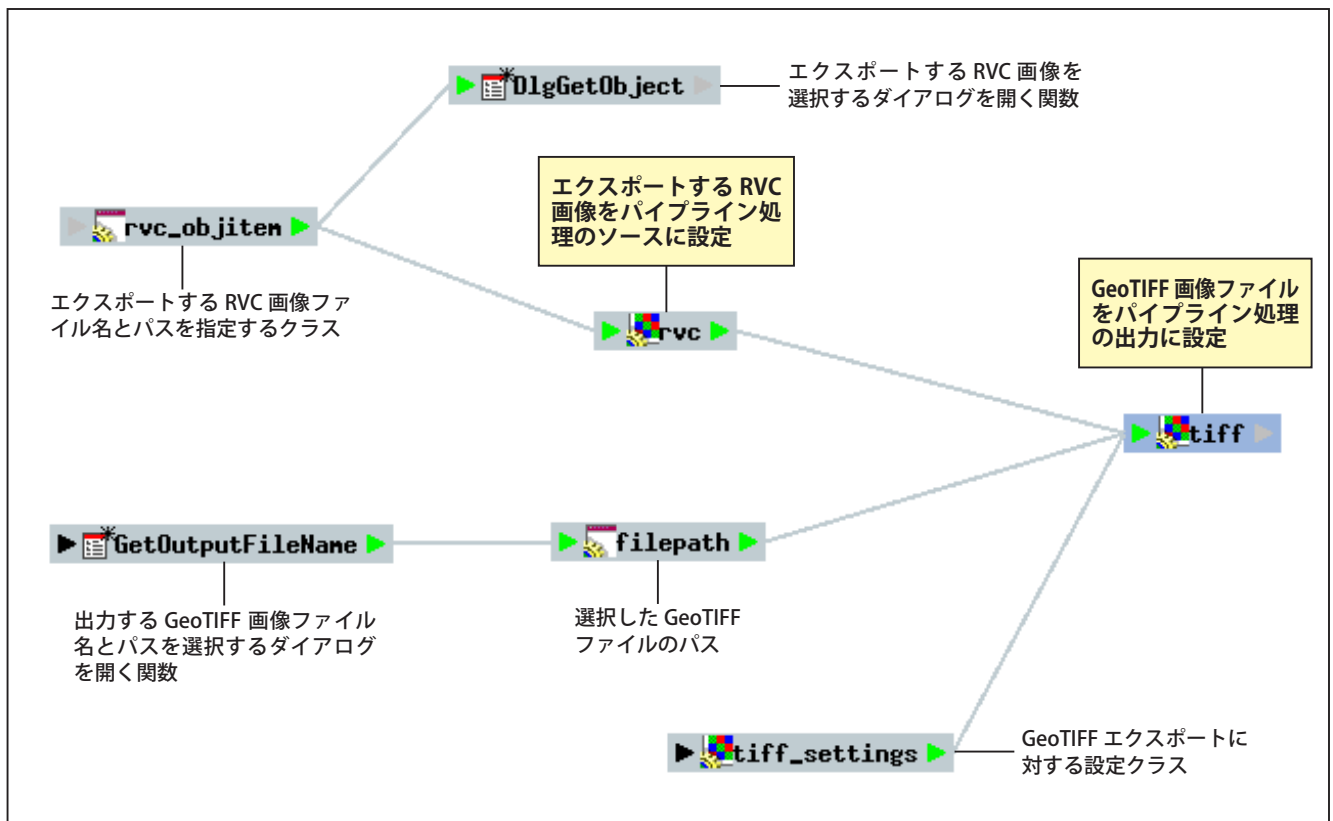 DlgGetObject
エクスポートする RVC 画像を
選択するダイアログを開く関数
エクスポートする RVC
画像をパイプライン処
理のソースに設定
rvc_objitem
エクスポートする RVC 画像ファ
イル名とパスを指定するクラス
rvc
GeoTIFF 画像ファイル
をパイプライン処理
の出力に設定
tiff
GetOutputFileName
出力する GeoTIFF 画像ファイル
名とパスを選択するダイアログ
を開く関数
filepath
選択した GeoTIFF
ファイルのパス
tiff_settings
GeoTIFF エクスポートに
対する設定クラス